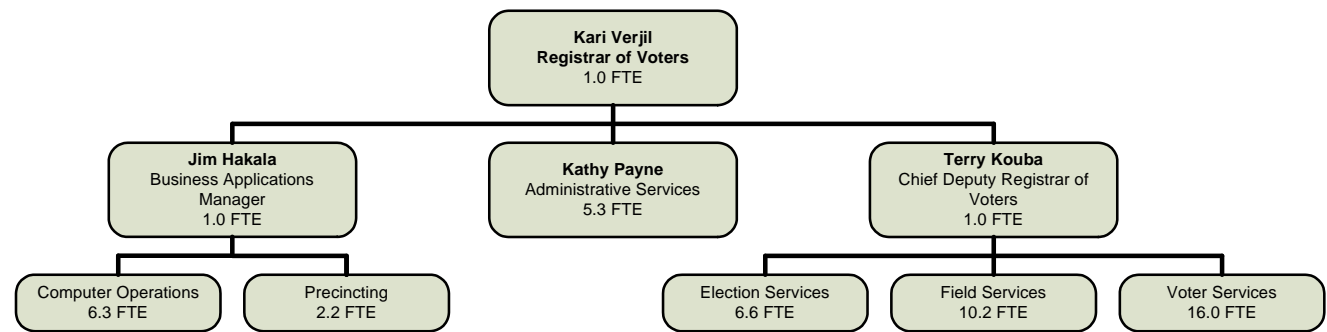 Kari Verjil
Registrar of Voters
1.0 FTE
Jim Hakala
Business Applications
Manager
1.0 FTE
Kathy Payne
Administrative Services
5.3 FTE
Terry Kouba
Chief Deputy Registrar of
Voters
1.0 FTE
Computer Operations
6.3 FTE
Precincting
2.2 FTE
Election Services
6.6 FTE
Field Services
10.2 FTE
Voter Services
16.0 FTE